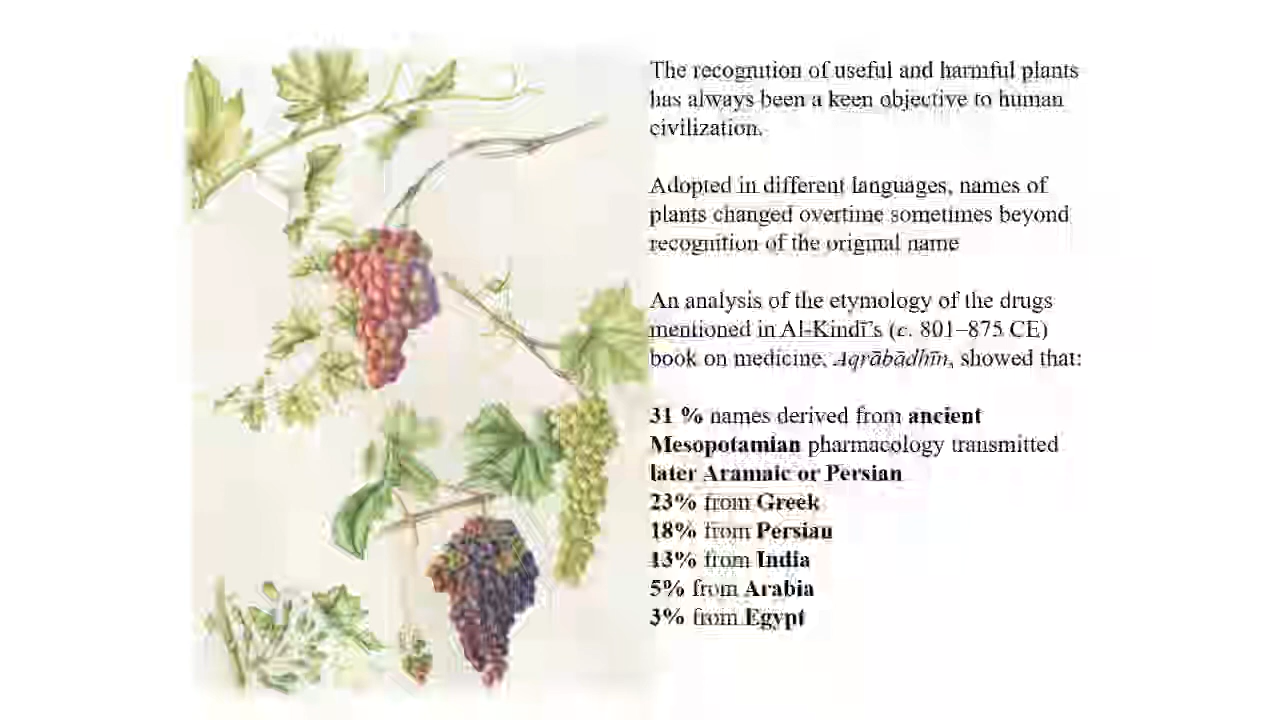 The recognition of useful and harmful plants
has always been a keen objective to human
civilization.
Adopted in different languages, names of
plants changed overtime sometimes beyond
recognition of the original name
An analysis of the etymology of the drugs
mentioned in Al-Kindī's (c. 801–875 CE)
book on medicine, Aqrābādhīn, showed that:
31 % names derived from ancient
Mesopotamian pharmacology transmitted
later Aramaic or Persian
23% from Greek
18% from Persian
13% from India
5% from Arabia
3% from Egypt